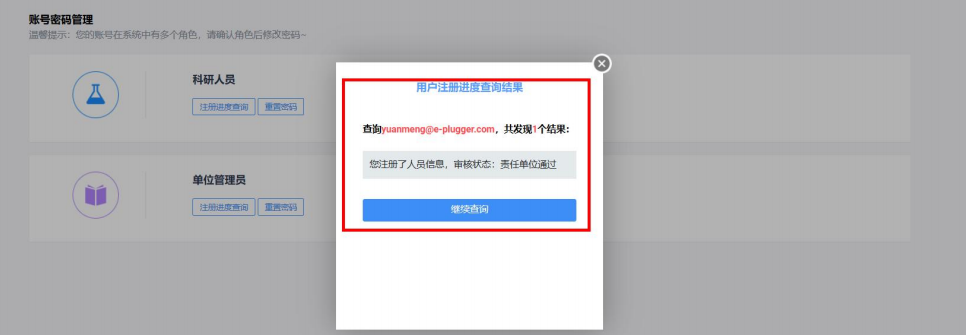 账号密码管理
温馨提示：您的账号在系统中有多个角色，请确认角色后修改密码~
科研人员
注册进度查询 重置密码
单位管理员
注册进度查询 重置密码
用户注册进度查询结果
查询yuanmeng@e-plugger.com，共发现1个结果：
您注册了人员信息，审核状态：责任单位通过
继续查询